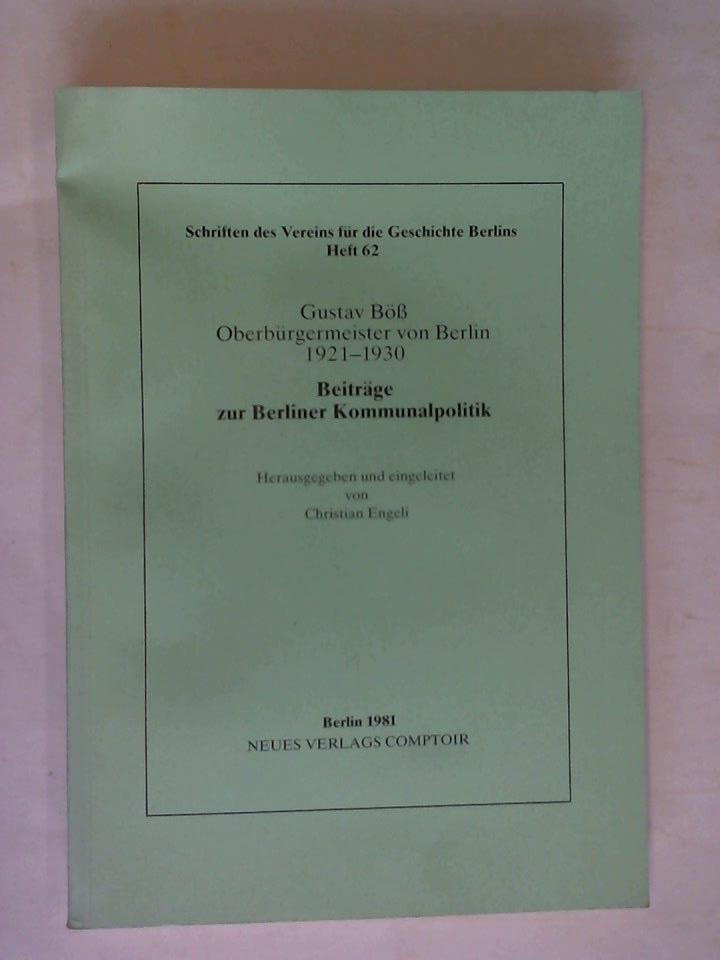 Schriften des Vereins für die Geschichte Berlins
Heft 62
Gustav Böß
Oberbürgermeister von Berlin
1921–1930
Beiträge
zur Berliner Kommunalpolitik
Herausgegeben und eingeleitet
von
Christian Engeli
Berlin 1981
NEUES VERLAGS COMPTOIR